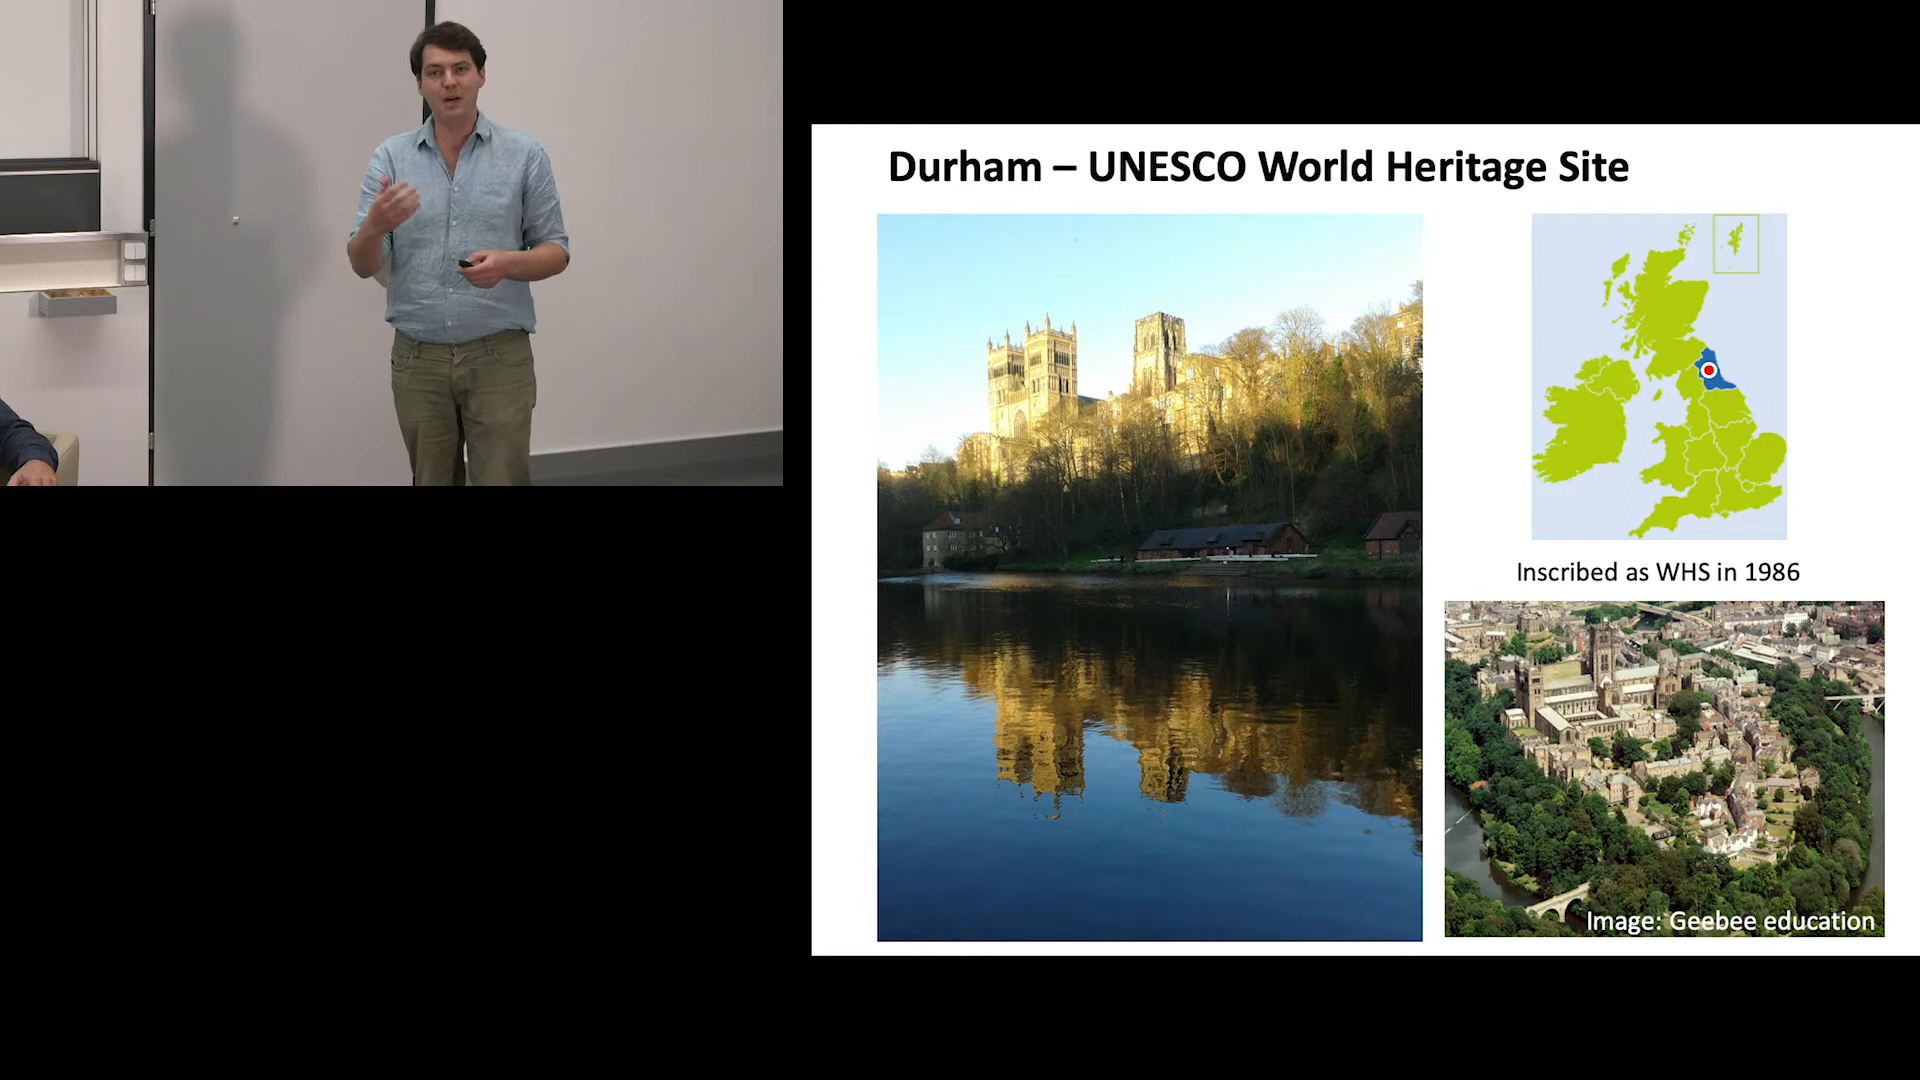 Durham – UNESCO World Heritage Site
Inscribed as WHS in 1986
Image: Geebee education